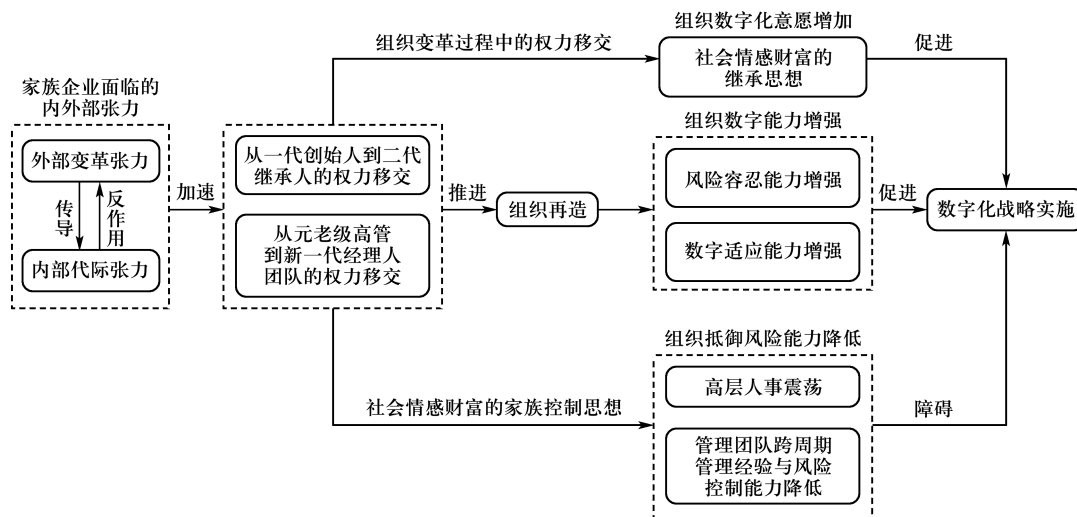 家族企业面临的
内外部张力
外部变革张力
传导
反作用
内部代际张力
加速
从一代创始人到二代
继承人的权力移交
从元老级高管
到新一代经理人
团队的权力移交
组织变革过程中的权力移交
组织数字化意愿增加
社会情感财富的
继承思想
促进
推进
组织再造
组织数字能力增强
风险容忍能力增强
数字适应能力增强
促进
数字化战略实施
社会情感财富的家族控制思想
组织抵御风险能力降低
高层人事震荡
管理团队跨周期
管理经验与风险
控制能力降低
障碍